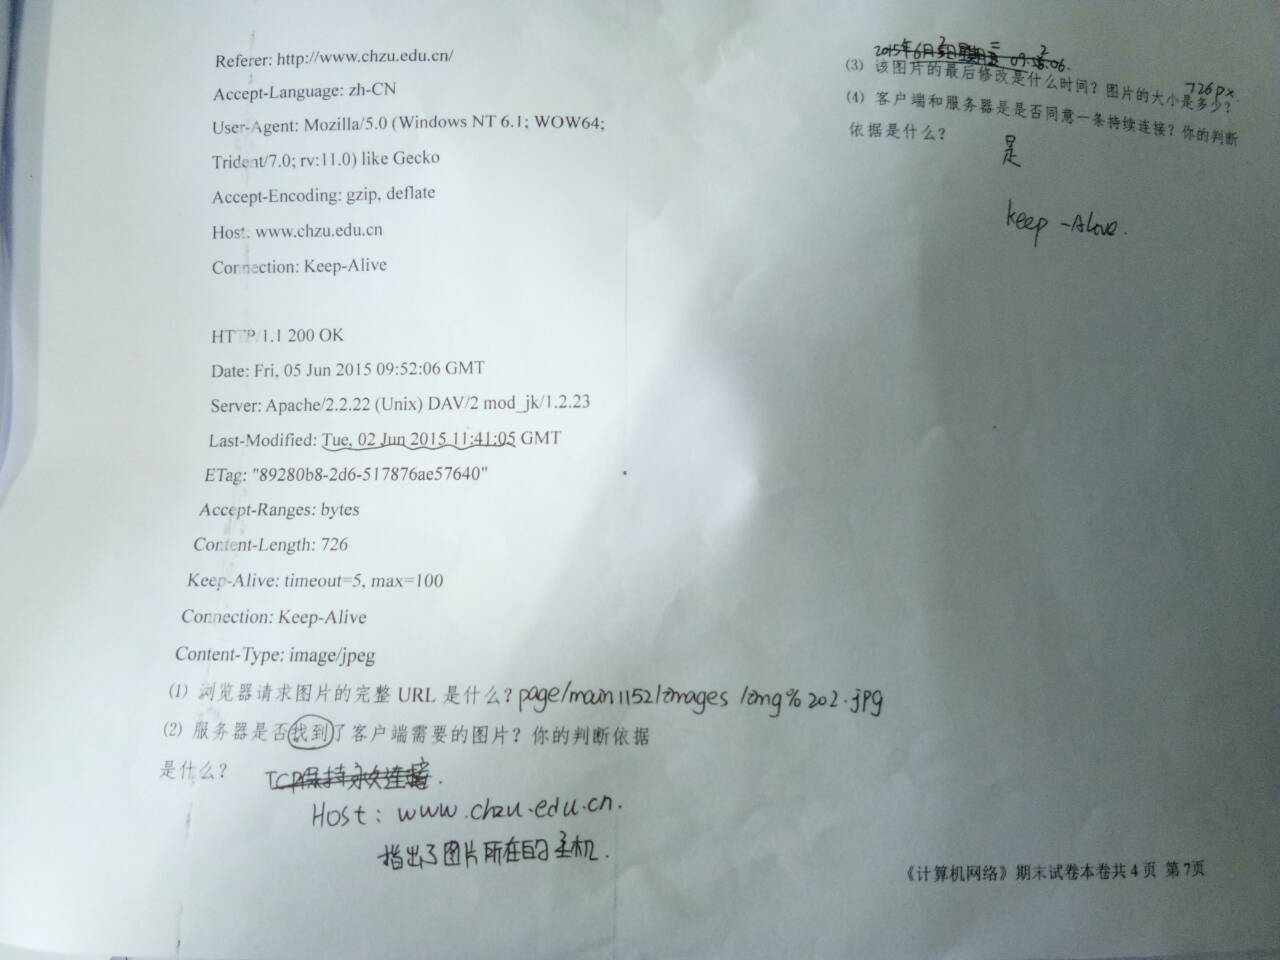 Referer: http://www.chzu.edu.cn/
Accept-Language: zh-CN
User-Agent: Mozilla/5.0 (Windows NT 6.1; WOW64;
Trident/7.0; rv:11.0) like Gecko
Accept-Encoding: gzip, deflate
Host: www.chzu.edu.cn
Connection: Keep-Alive
HTTP/1.1 200 OK
Date: Fri, 05 Jun 2015 09:52:06 GMT
Server: Apache/2.2.22 (Unix) DAV/2 mod_jk/1.2.23
Last-Modified: Tue, 02 Jun 2015 11:41:05 GMT
ETag: "89280b8-2d6-517876ae57640"
Accept-Ranges: bytes
Content-Length: 726
Keep-Alive: timeout=5, max=100
Connection: Keep-Alive
Content-Type: image/jpeg
(1) 浏览器请求图片的完整 URL 是什么? page/main1152/images/img%202.jpg
(2) 服务器是否找到了客户端需要的图片? 你的判断依据
是什么? TCP保持永久连接.
Host: www.chzu.edu.cn.
指出了图片所在的主机.
2015年6月
726px.
(3) 该图片的最后修改是什么时间? 图片的大小是多少?
(4) 客户端和服务器是是否同意一条持续连接? 你的判断
依据是什么?
是
keep-Alove.
《计算机网络》期末试卷本卷共 4 页 第 7页